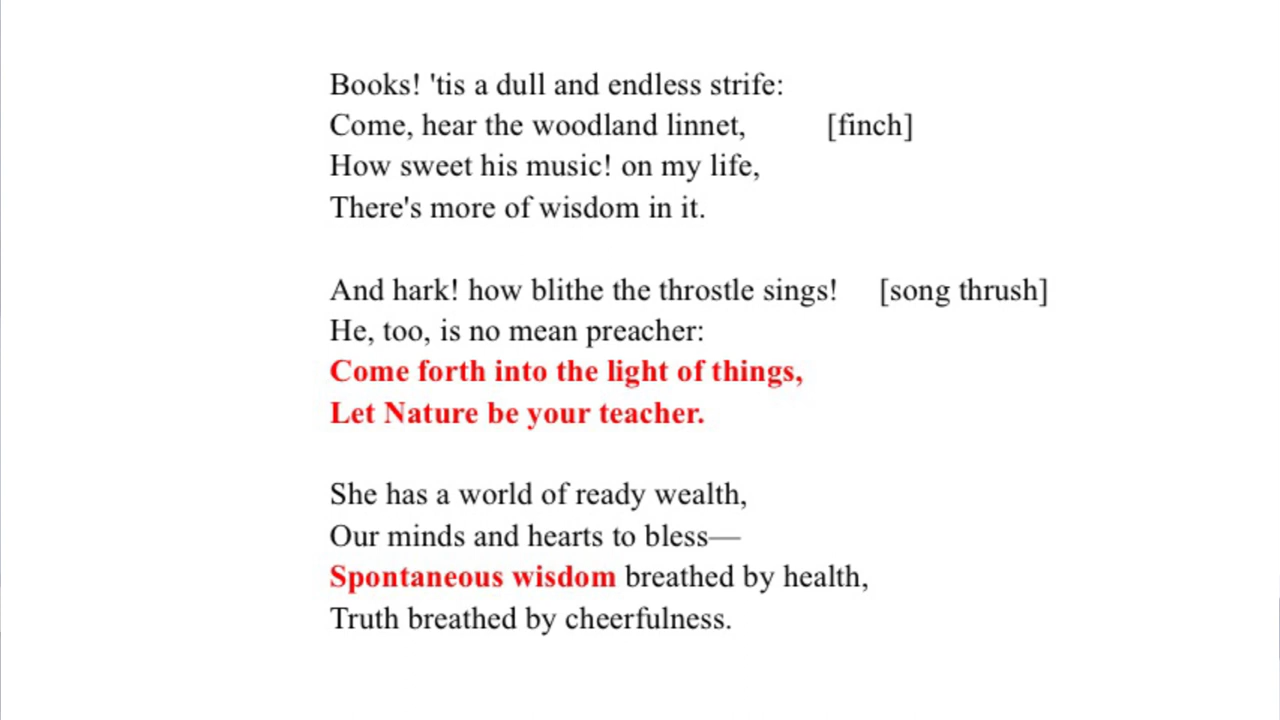 Books! 'tis a dull and endless strife:
Come, hear the woodland linnet, [finch]
How sweet his music! on my life,
There's more of wisdom in it.
And hark! how blithe the throstle sings! [song thrush]
He, too, is no mean preacher:
Come forth into the light of things,
Let Nature be your teacher.
She has a world of ready wealth,
Our minds and hearts to bless—
Spontaneous wisdom breathed by health,
Truth breathed by cheerfulness.